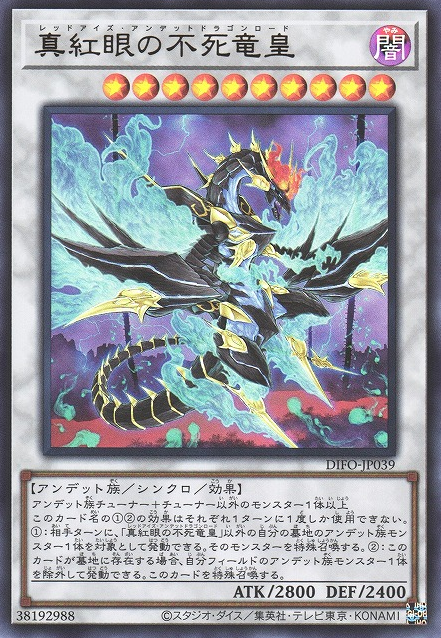 レッドアイズ・アンデットドラゴンロード
真紅眼の不死竜皇
やみ
闇
DIFO-JP039
【アンデット族／シンクロ／効果】
アンデット族チューナー＋チューナー以外のモンスター1体以上
このカード名の①②の効果はそれぞれ1ターンに1度しか使用できない。
①：相手ターンに、「真紅眼の不死竜皇」以外の自分の墓地のアンデット族モン
スター1体を対象として発動できる。そのモンスターを特殊召喚する。②：この
カードが墓地に存在する場合、自分フィールドのアンデット族モンスター1体
を除外して発動できる。このカードを特殊召喚する。
ATK/2800 DEF/2400
38192988
©スタジオ・ダイス／集英社・テレビ東京・KONAMI